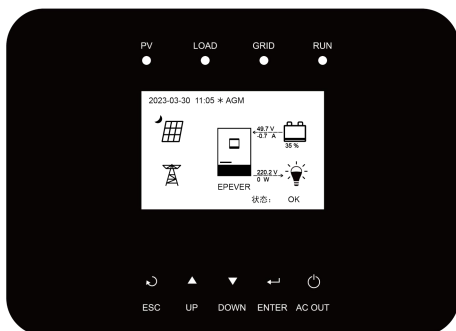 PV LOAD GRID RUN
2023-03-30 11:05 * AGM
49.7 V
-0.7 A
35 %
220.2 V
0 W
EPEVER
状态: OK
ESC UP DOWN ENTER AC OUT